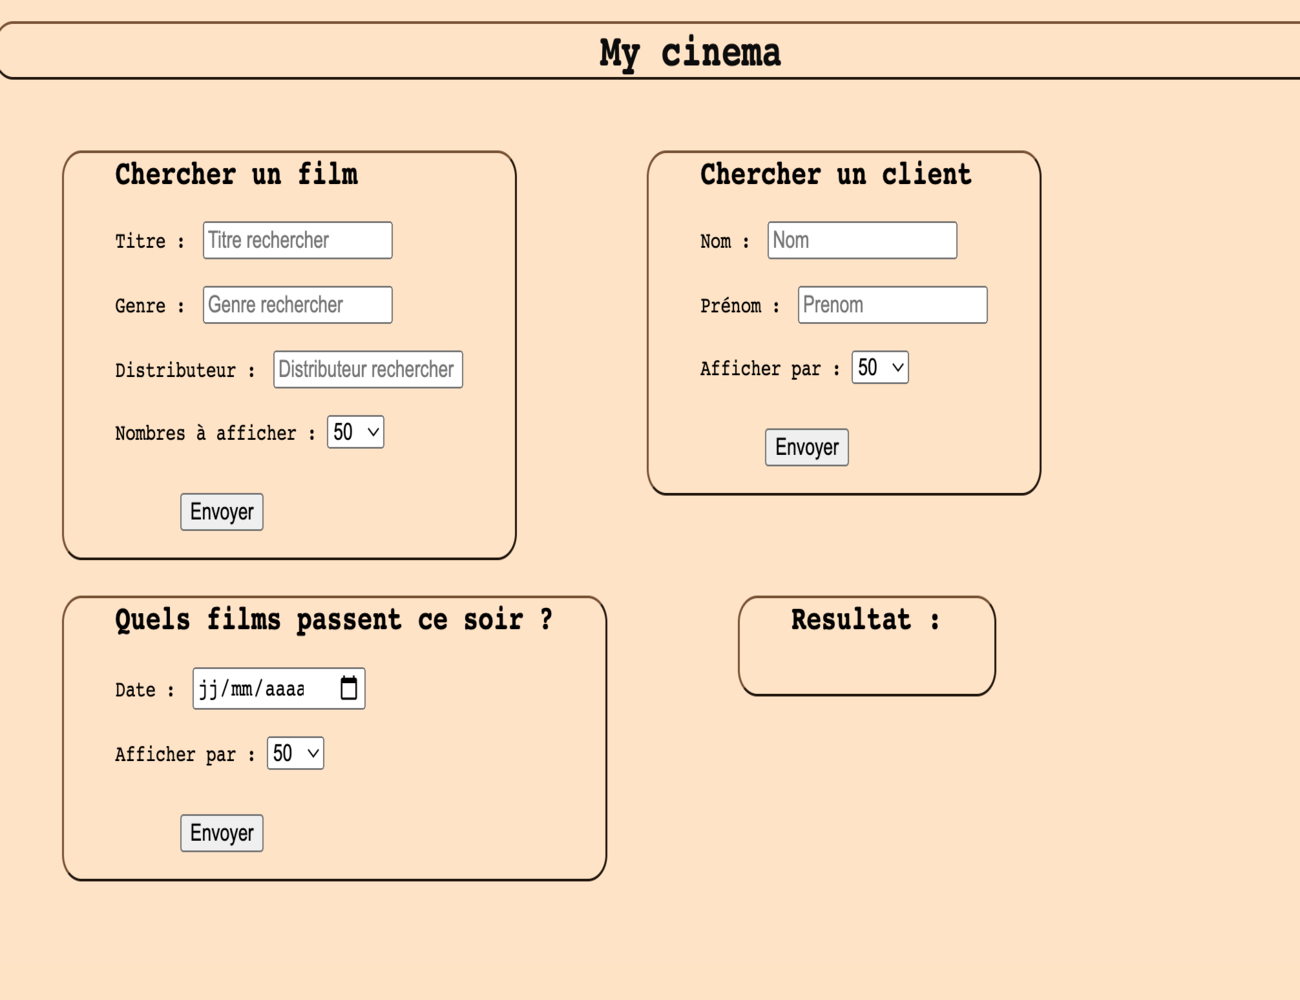 My cinema
Chercher un film
Titre : Titre rechercher
Genre : Genre rechercher
Distributeur : Distributeur rechercher
Nombres à afficher : 50
Envoyer
Chercher un client
Nom : Nom
Prénom : Prenom
Afficher par : 50
Envoyer
Quels films passent ce soir ?
Date : jj/mm/aaaa
Afficher par : 50
Envoyer
Resultat :